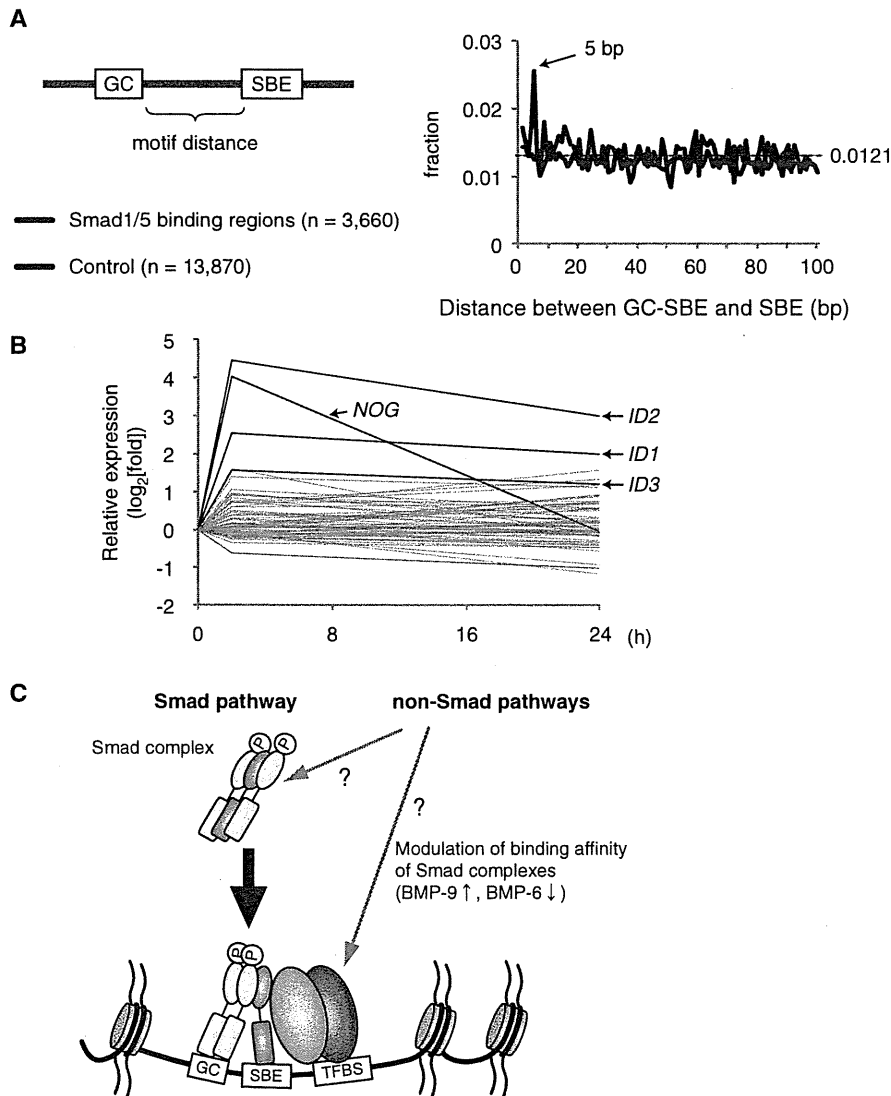 A
GC
SBE
motif distance
Smad1/5 binding regions (n = 3,660)
Control (n = 13,870)
fraction
0.03
0.02
0.01
0
5 bp
0.0121
0 20 40 60 80 100
Distance between GC-SBE and SBE (bp)
B
Relative expression
(log2[fold])
5
4
3
2
1
0
-1
-2
NOG
ID2
ID1
ID3
0 8 16 24 (h)
C
Smad pathway
non-Smad pathways
Smad complex
P P
?
?
Modulation of binding affinity
of Smad complexes
(BMP-9 ↑, BMP-6 ↓)
P P
GC SBE TFBS